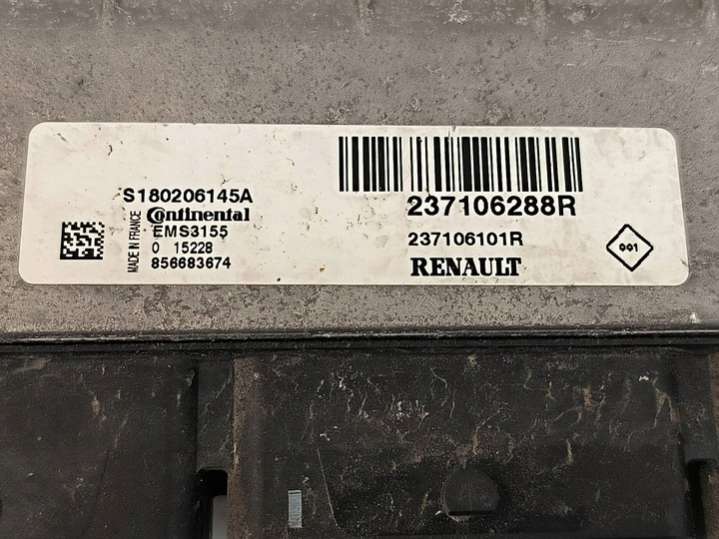 S180206145A
Continental
MADE IN FRANCE
EMS3155
0 15228
856683674
237106288R
237106101R
RENAULT
001